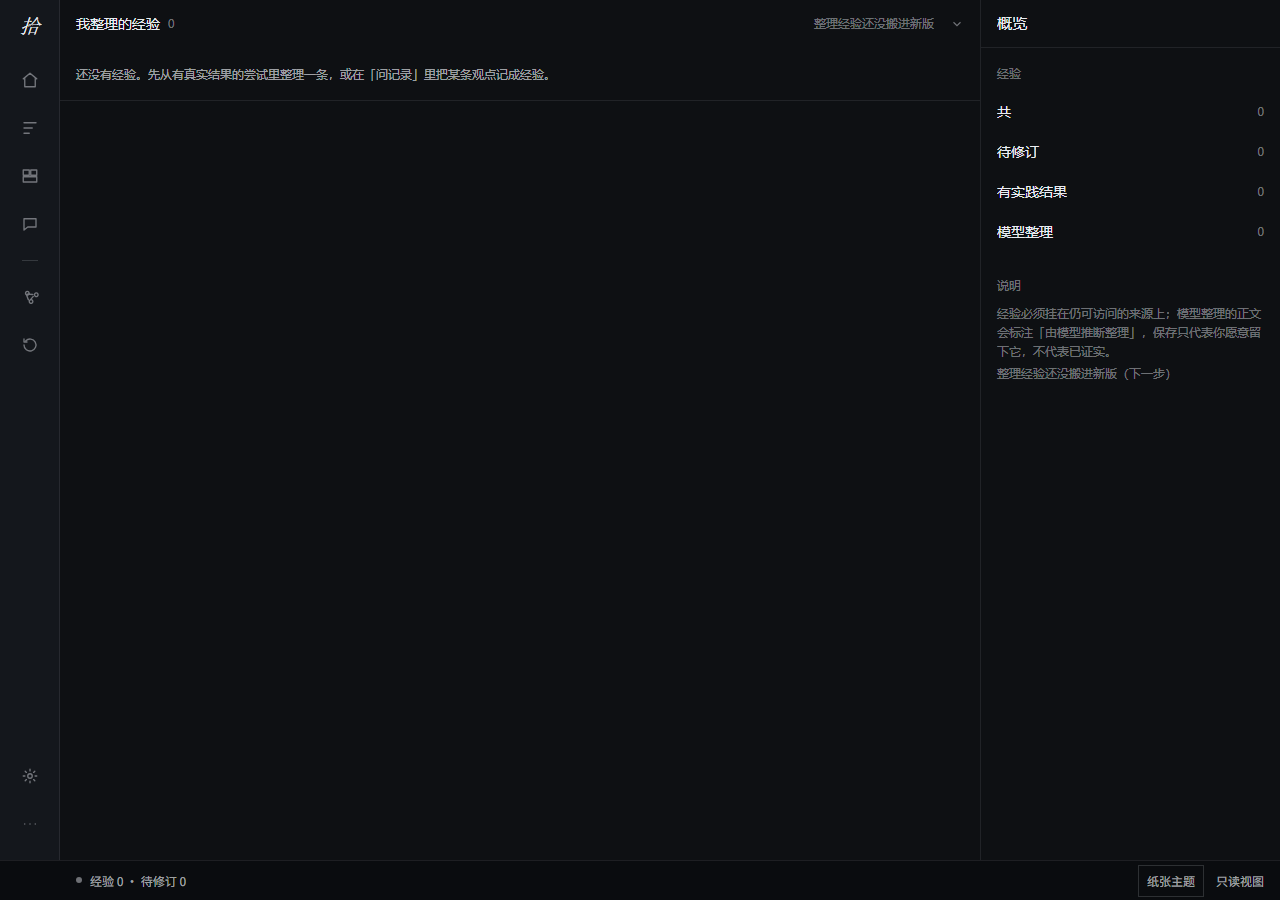 拾
我整理的经验 0
整理经验还没搬进新版
还没有经验。先从有真实结果的尝试里整理一条，或在「问记录」里把某条观点记成经验。
概览
经验
共 0
待修订 0
有实践结果 0
模型整理 0
说明
经验必须挂在仍可访问的来源上；模型整理的正文
会标注「由模型推断整理」，保存只代表你愿意留
下它，不代表已证实。
整理经验还没搬进新版（下一步）
经验 0 · 待修订 0
纸张主题
只读视图